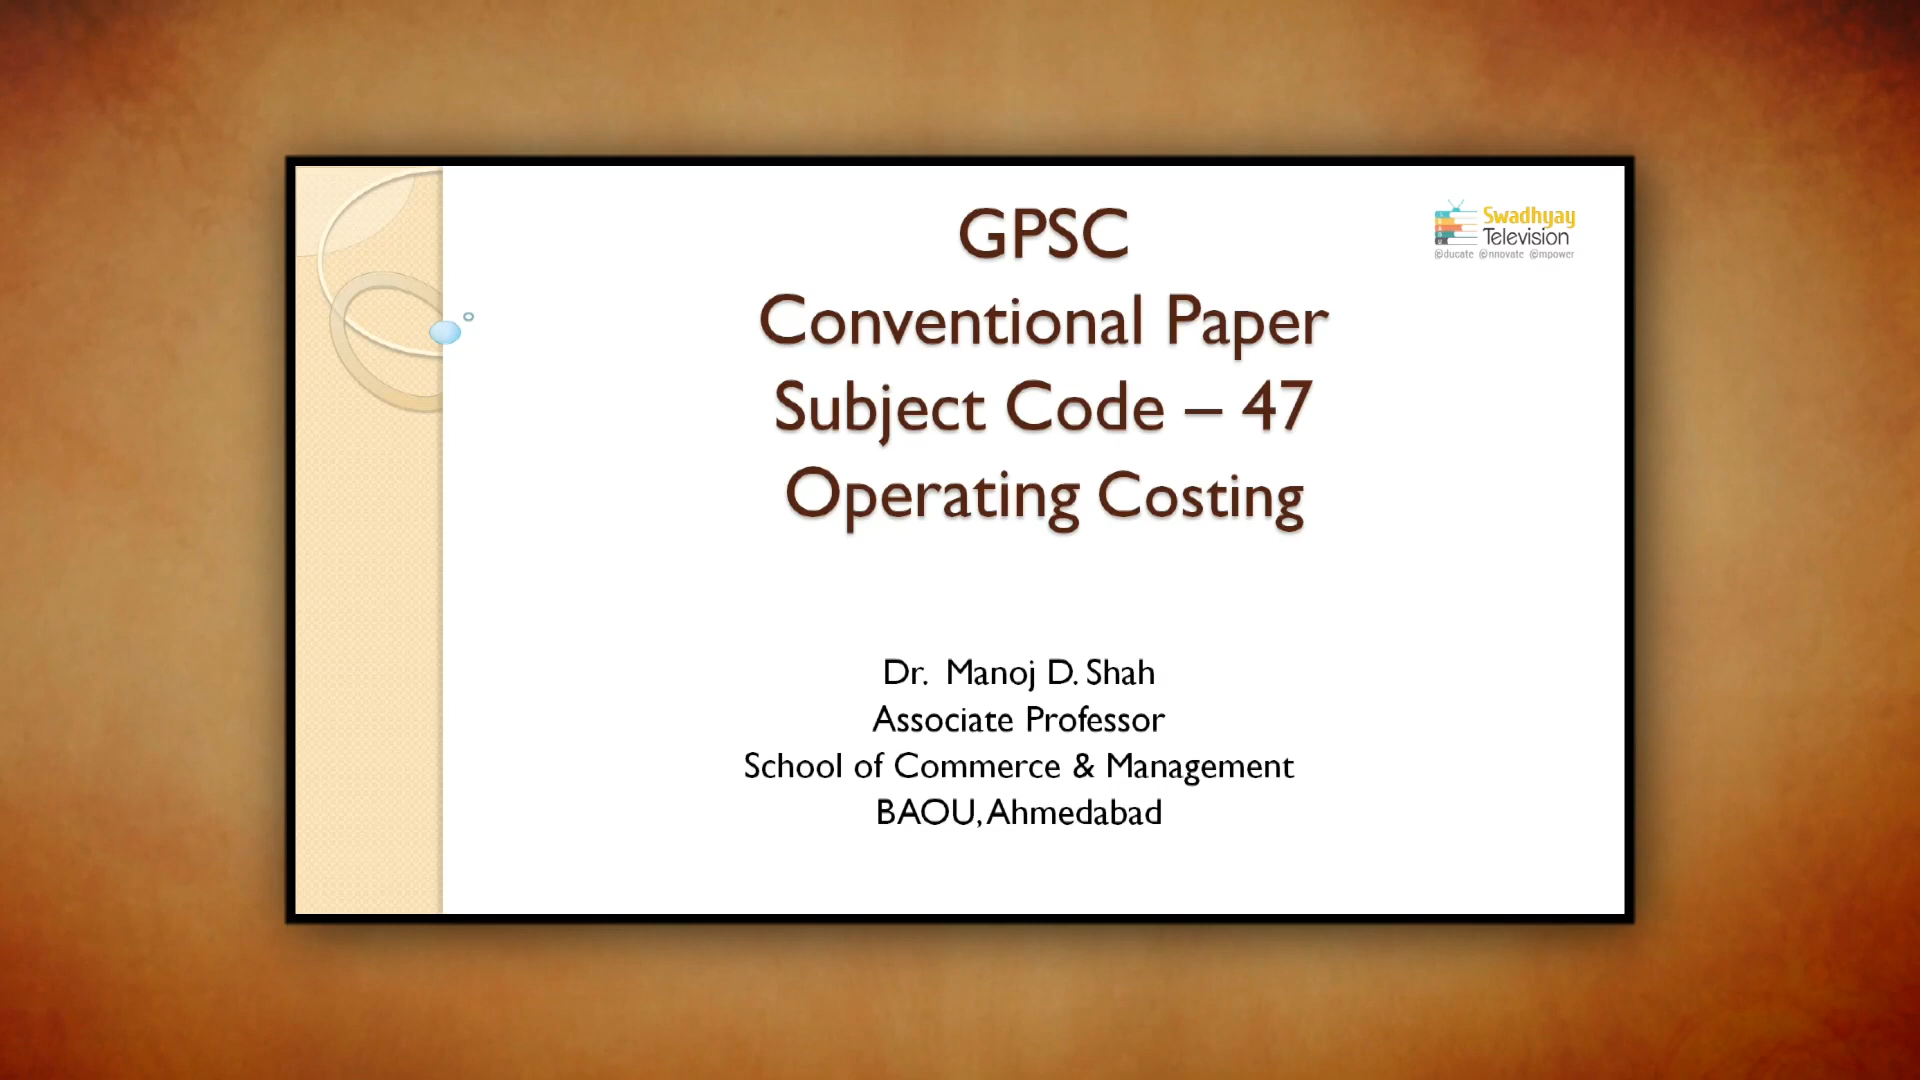 GPSC
Conventional Paper
Subject Code – 47
Operating Costing
Swadhyay
Television
@ducate @nnovate @mpower
Dr. Manoj D. Shah
Associate Professor
School of Commerce & Management
BAOU, Ahmedabad